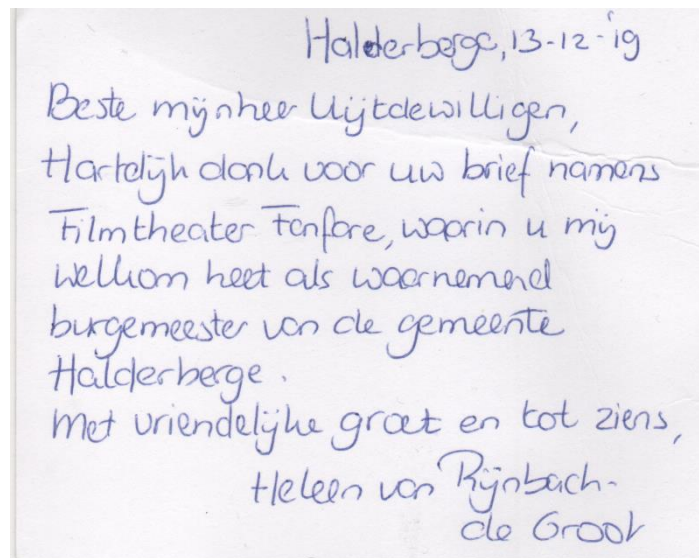 Halderberge, 13-12-'19
Beste mijnheer Uijtdewilligen,
Hartelijk dank voor uw brief namens
Filmtheater Fanfare, waarin u mij
welkom heet als waarnemend
burgemeester van de gemeente
Halderberge.
Met vriendelijke groet en tot ziens,
Heleen van Rijnbach-
de Groot